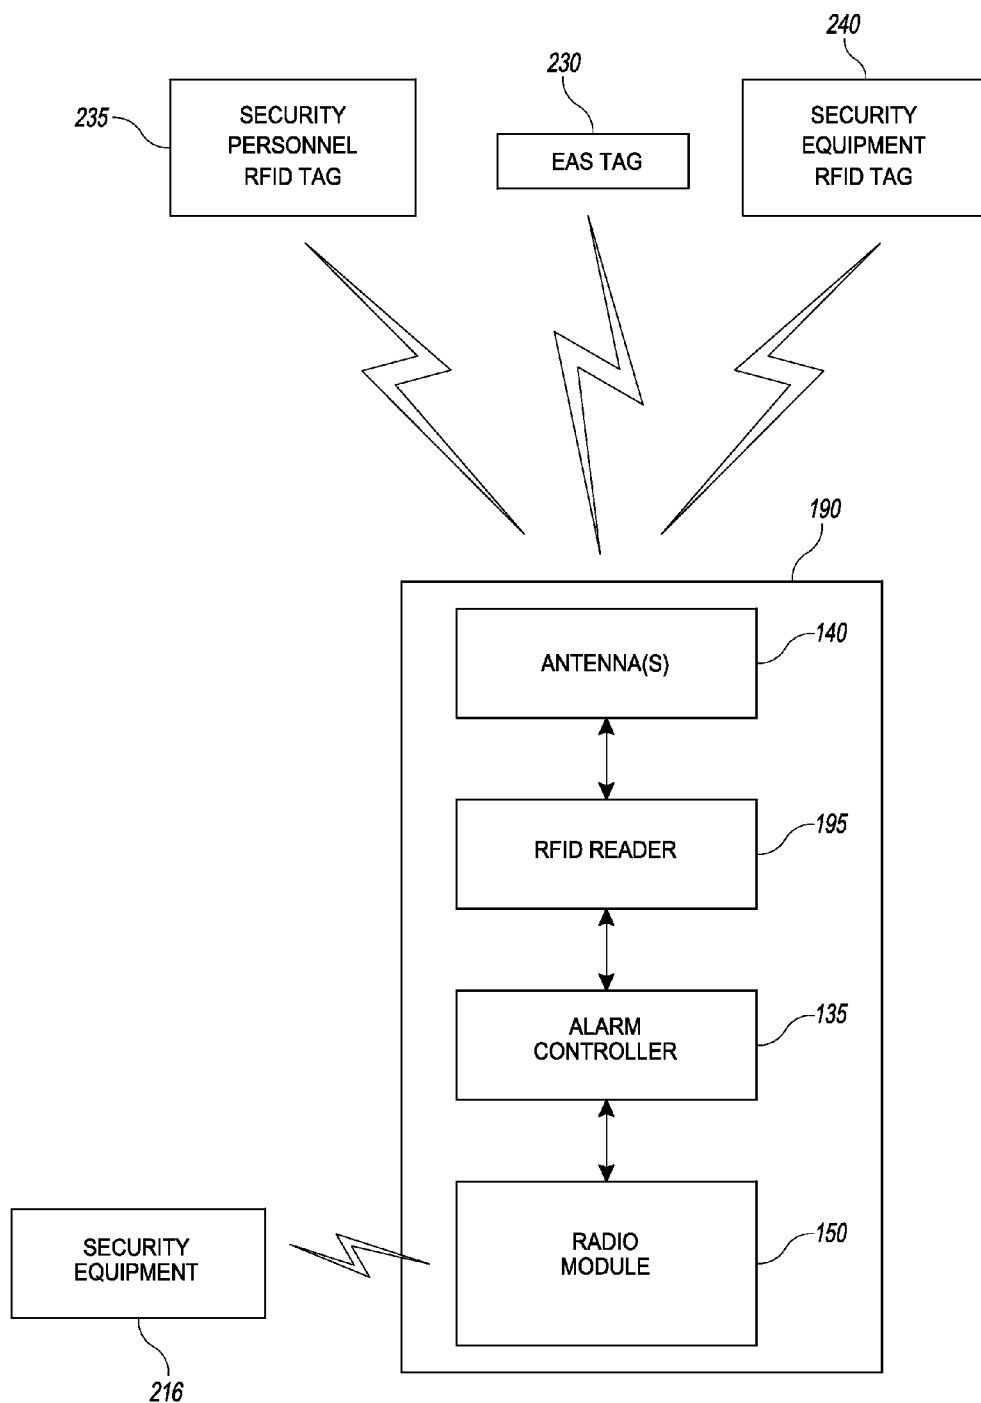 240
230
235
SECURITY
PERSONNEL
RFID TAG
EAS TAG
SECURITY
EQUIPMENT
RFID TAG
190
ANTENNA(S)
140
RFID READER
195
ALARM
CONTROLLER
135
RADIO
MODULE
150
SECURITY
EQUIPMENT
216